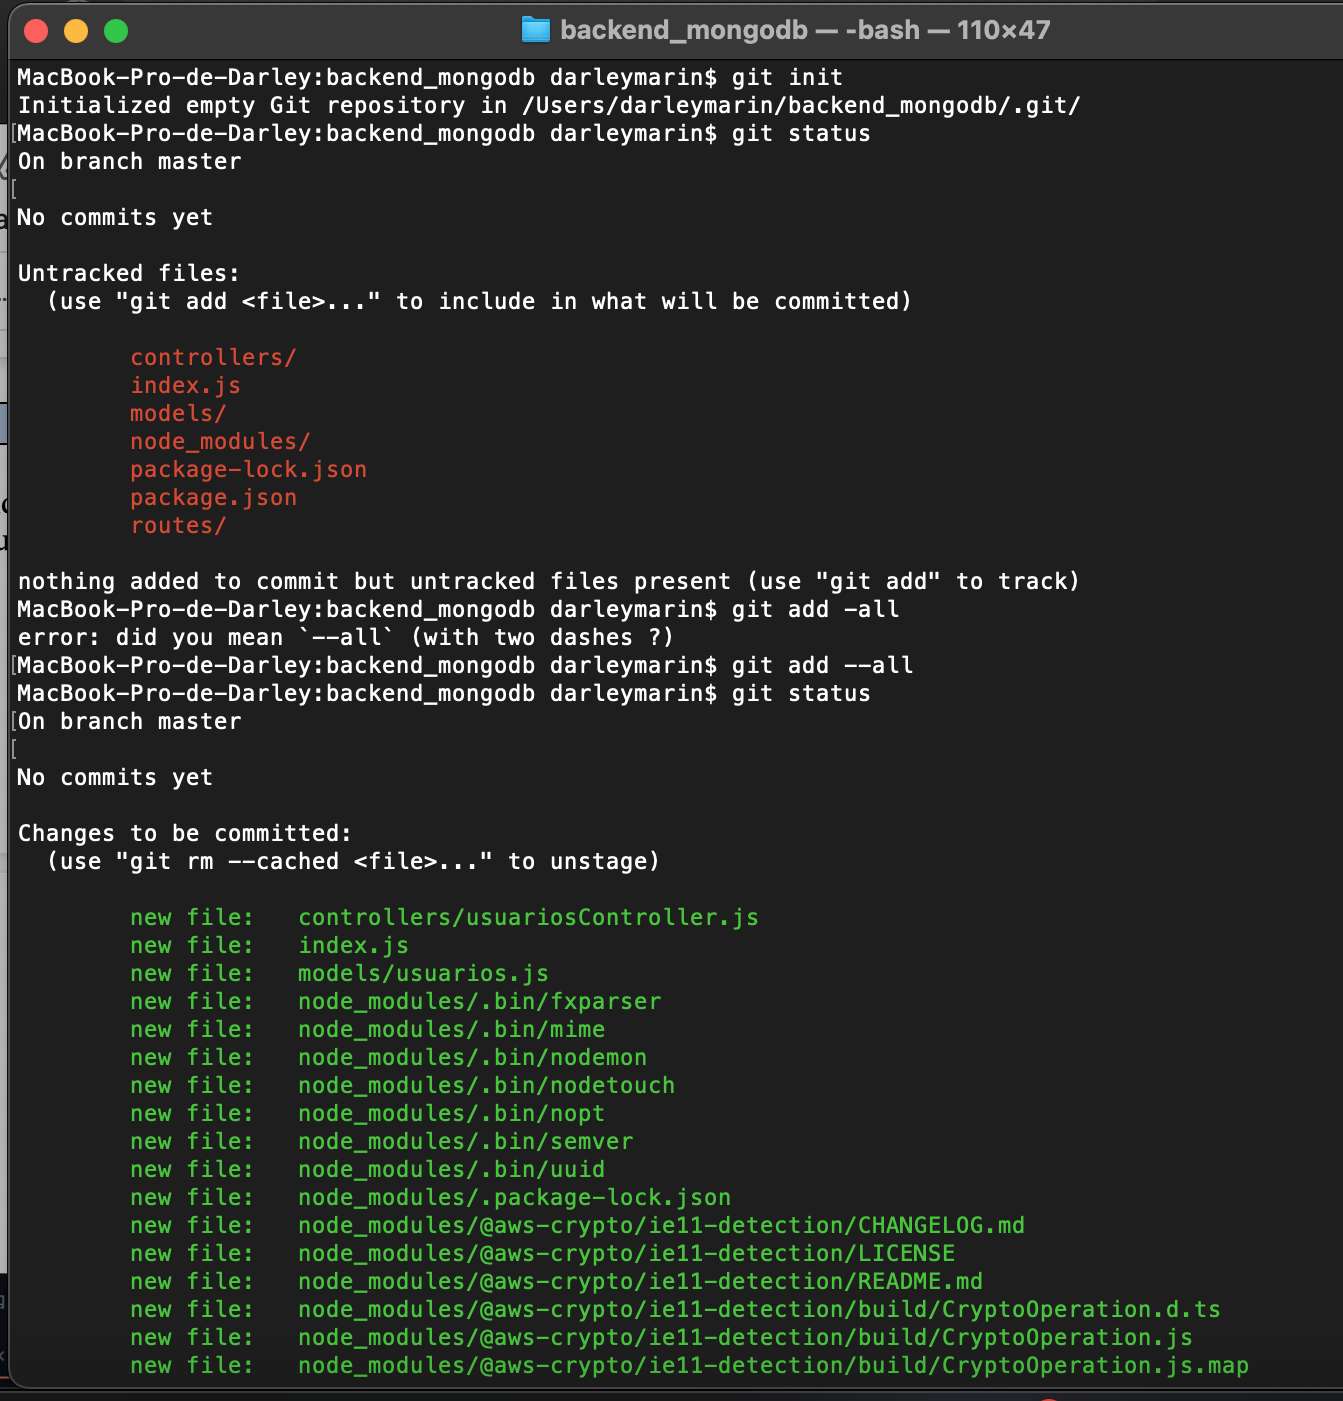 backend_mongodb — -bash — 110×47
MacBook-Pro-de-Darley:backend_mongodb darleymarin$ git init
Initialized empty Git repository in /Users/darleymarin/backend_mongodb/.git/
[MacBook-Pro-de-Darley:backend_mongodb darleymarin$ git status
On branch master
[
No commits yet
Untracked files:
(use "git add <file>..." to include in what will be committed)
controllers/
index.js
models/
node_modules/
package-lock.json
package.json
routes/
nothing added to commit but untracked files present (use "git add" to track)
MacBook-Pro-de-Darley:backend_mongodb darleymarin$ git add -all
error: did you mean `--all` (with two dashes ?)
[MacBook-Pro-de-Darley:backend_mongodb darleymarin$ git add --all
MacBook-Pro-de-Darley:backend_mongodb darleymarin$ git status
[On branch master
[
No commits yet
Changes to be committed:
(use "git rm --cached <file>..." to unstage)
new file:   controllers/usuariosController.js
new file:   index.js
new file:   models/usuarios.js
new file:   node_modules/.bin/fxparser
new file:   node_modules/.bin/mime
new file:   node_modules/.bin/nodemon
new file:   node_modules/.bin/nodetouch
new file:   node_modules/.bin/nopt
new file:   node_modules/.bin/semver
new file:   node_modules/.bin/uuid
new file:   node_modules/.package-lock.json
new file:   node_modules/@aws-crypto/ie11-detection/CHANGELOG.md
new file:   node_modules/@aws-crypto/ie11-detection/LICENSE
new file:   node_modules/@aws-crypto/ie11-detection/README.md
new file:   node_modules/@aws-crypto/ie11-detection/build/CryptoOperation.d.ts
new file:   node_modules/@aws-crypto/ie11-detection/build/CryptoOperation.js
new file:   node_modules/@aws-crypto/ie11-detection/build/CryptoOperation.js.map